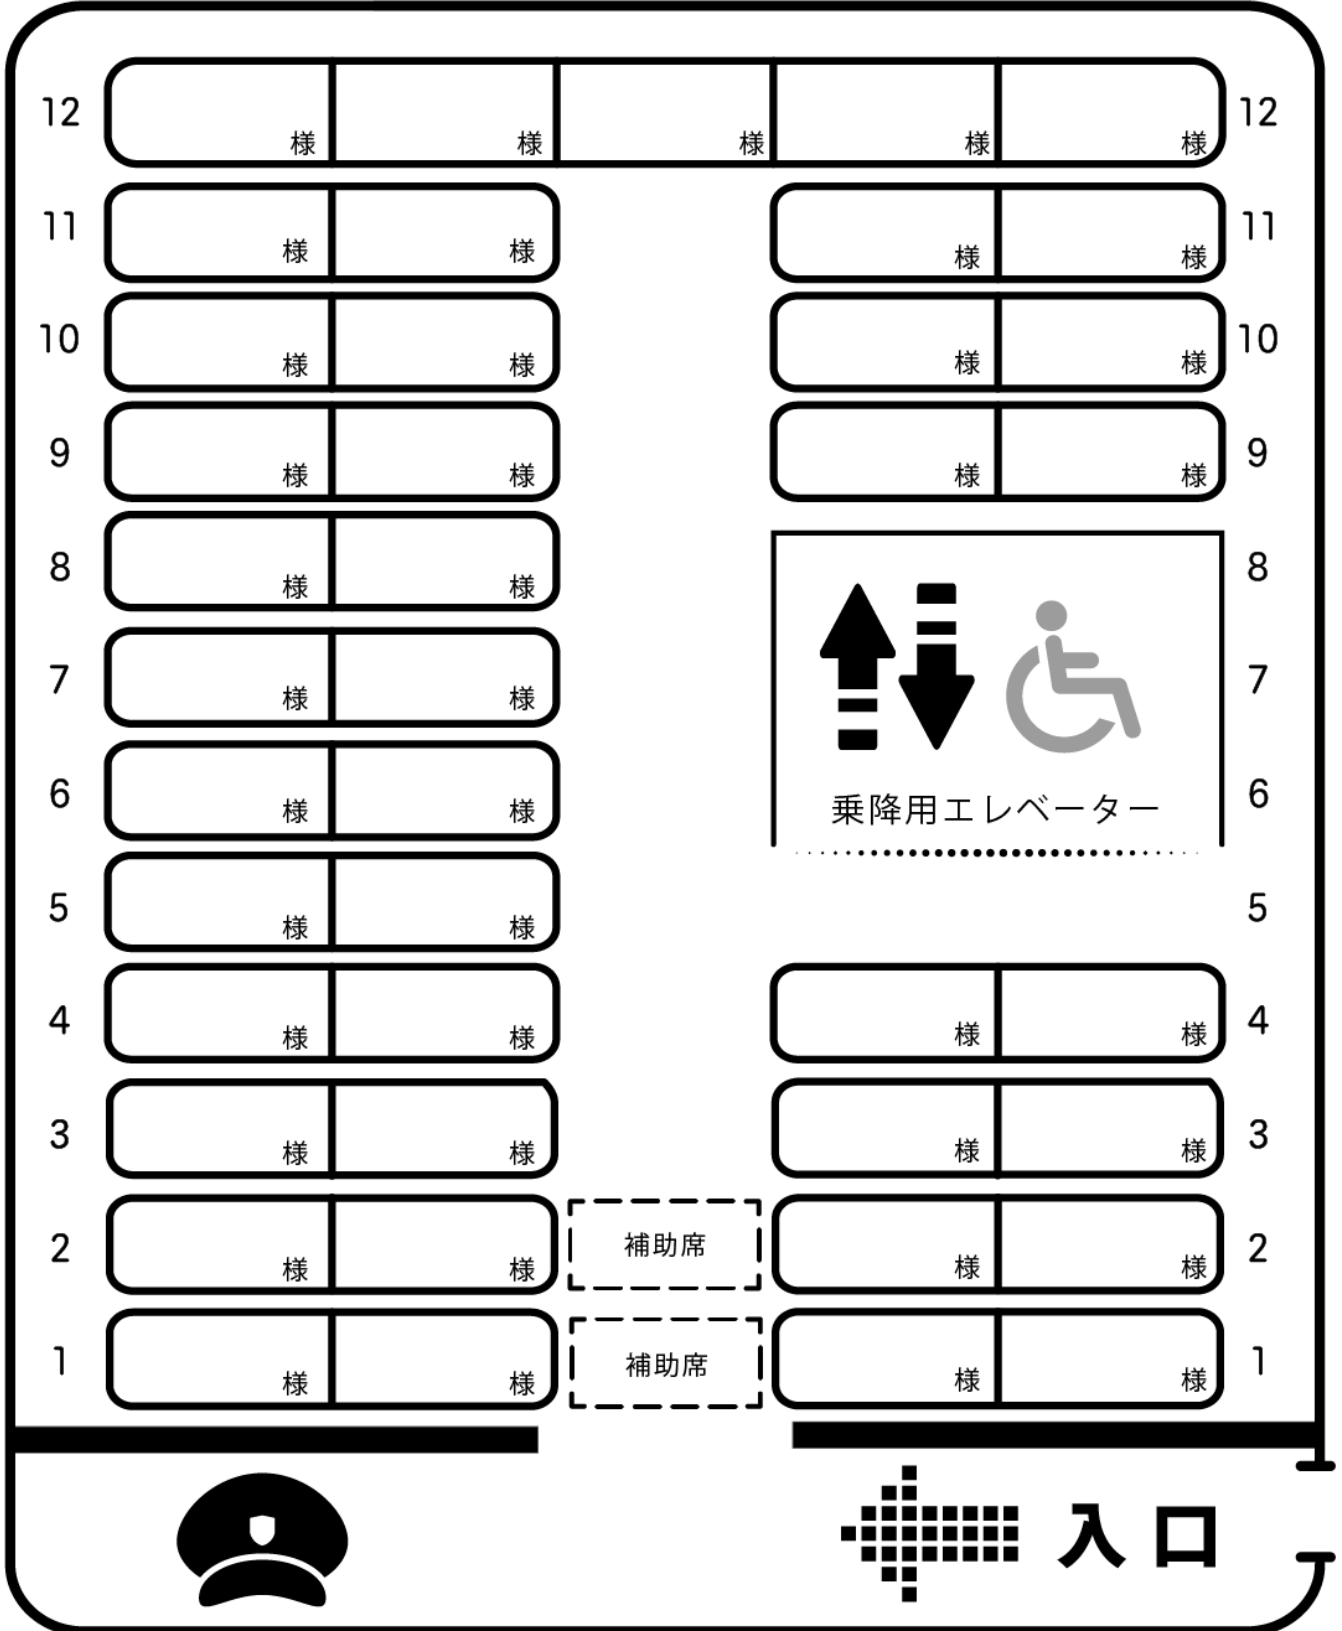 12 様 様 様 様 様 12
11 様 様 様 様 11
10 様 様 様 様 10
9 様 様 様 様 9
8 様 様 8
7 様 様 7
6 様 様 乗降用エレベーター 6
5 様 様 5
4 様 様 様 様 4
3 様 様 様 様 3
2 様 様 補助席 様 様 2
1 様 様 補助席 様 様 1
入口